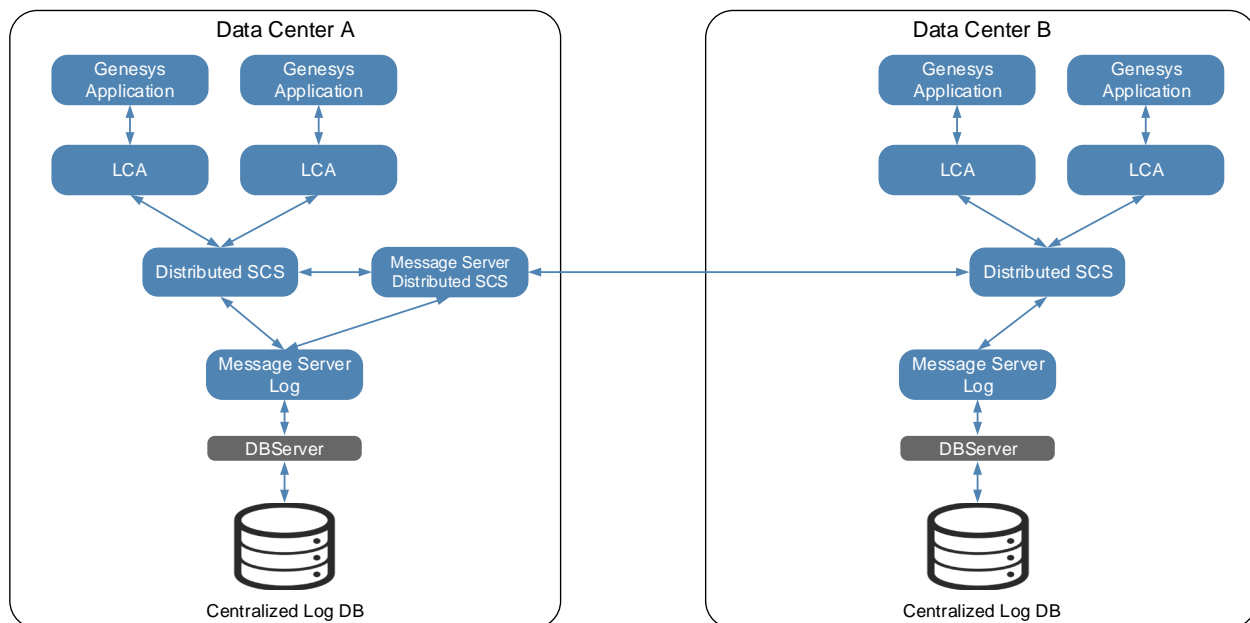 Data Center A
Genesys
Application
Genesys
Application
LCA
LCA
Distributed SCS
Message Server
Distributed SCS
Message Server
Log
DBServer
Centralized Log DB
Data Center B
Genesys
Application
Genesys
Application
LCA
LCA
Distributed SCS
Message Server
Log
DBServer
Centralized Log DB